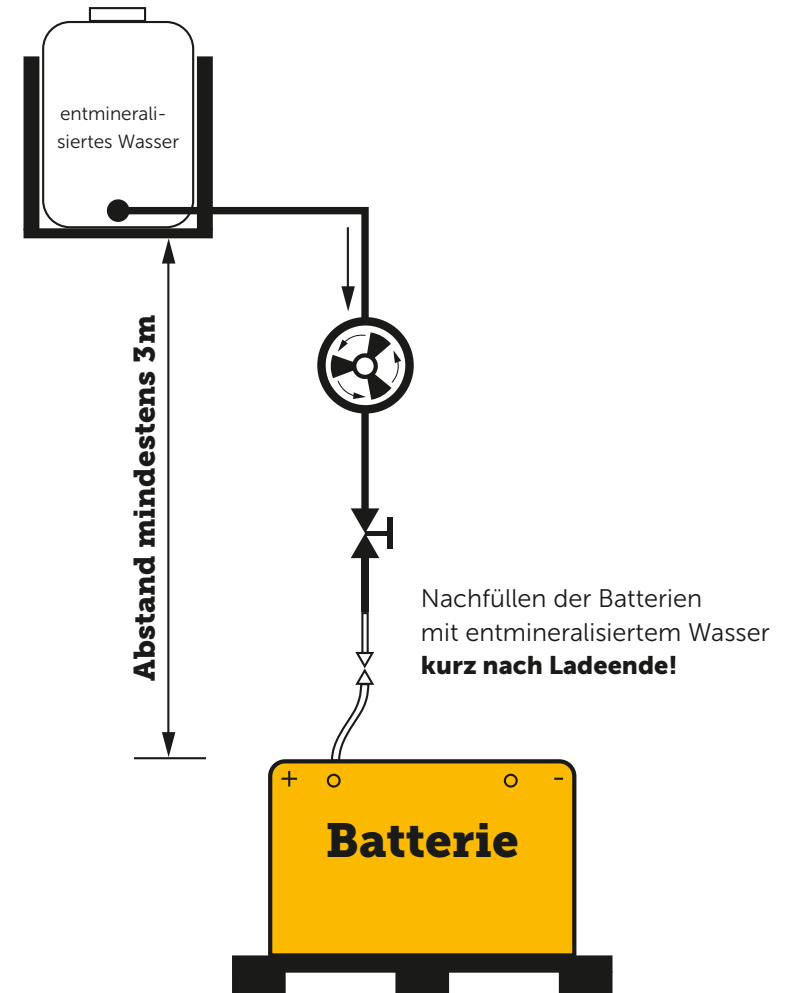 entminerali-
siertes Wasser
Abstand mindestens 3m
Nachfüllen der Batterien
mit entmineralisiertem Wasser
kurz nach Ladeende!
+ -
Batterie